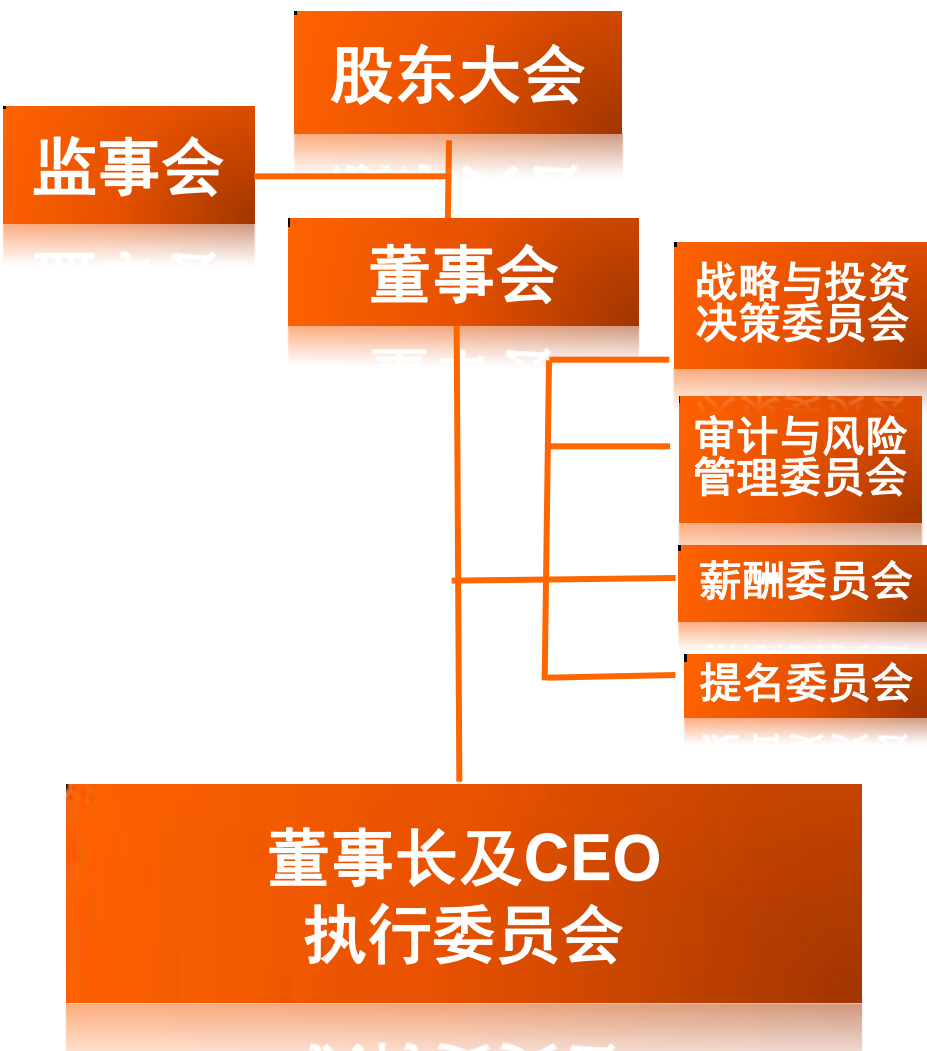 股东大会
监事会
董事会
战略与投资
决策委员会
审计与风险
管理委员会
薪酬委员会
提名委员会
董事长及CEO
执行委员会